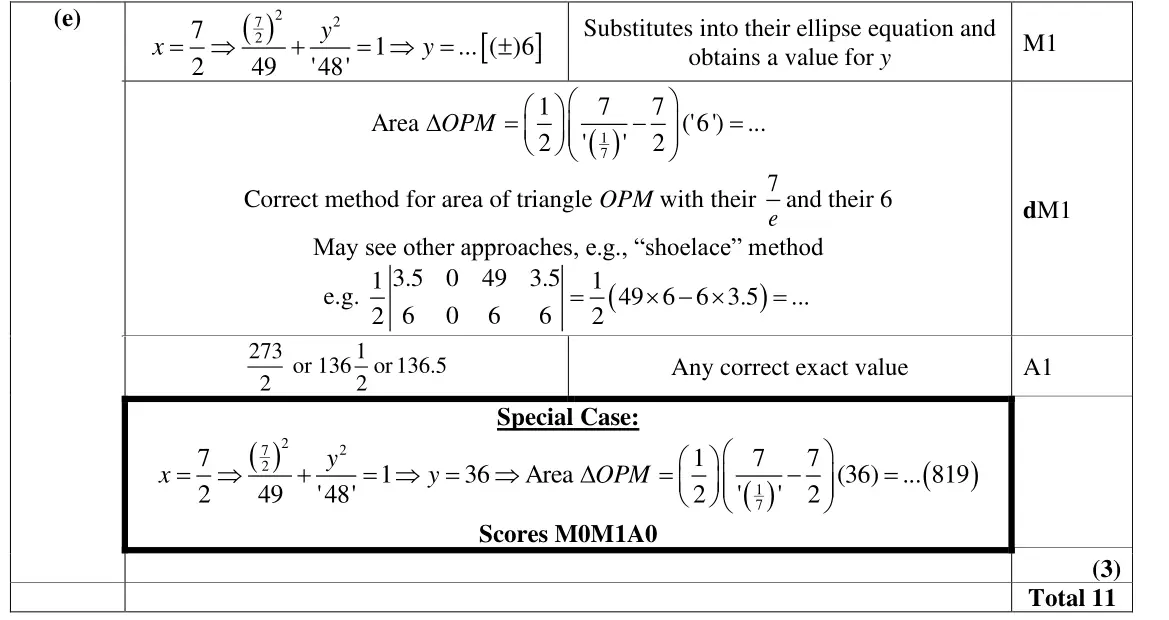 (e)
x = 7/2 ⇒ (7/2)²/49 + y²/'48' = 1 ⇒ y = ...[(±)6]
Substitutes into their ellipse equation and
obtains a value for y
M1
Area ΔOPM = (1/2)(7/'(1/7)' − 7/2)('6') = ...
Correct method for area of triangle OPM with their 7/e and their 6
dM1
May see other approaches, e.g., “shoelace” method
e.g. 1/2 |3.5 0 49 3.5
6 0 6 6| = 1/2 (49×6−6×3.5) = ...
273/2 or 136 1/2 or 136.5
Any correct exact value
A1
Special Case:
x = 7/2 ⇒ (7/2)²/49 + y²/'48' = 1 ⇒ y = 36 ⇒ Area ΔOPM = (1/2)(7/'(1/7)' − 7/2)(36) = ...(819)
Scores M0M1A0
(3)
Total 11